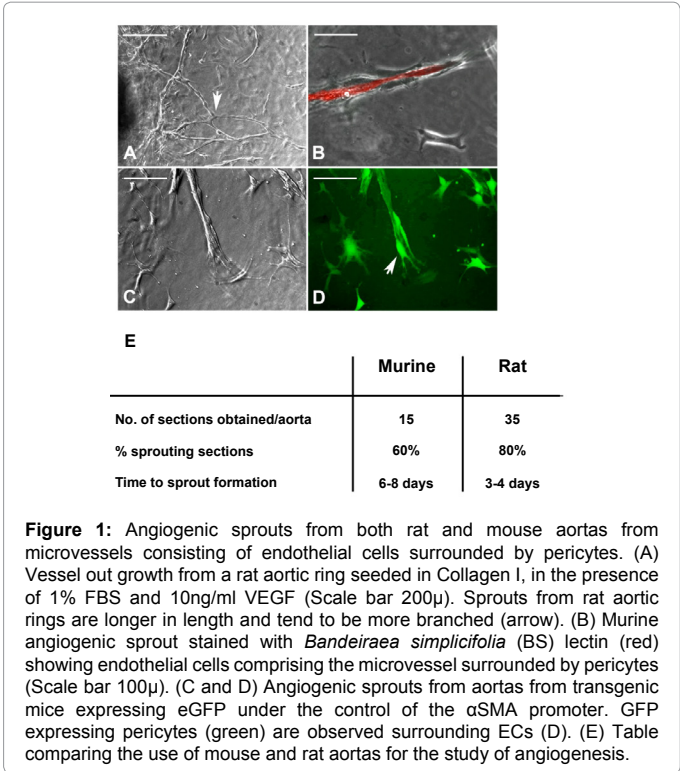 A
B
C
D
E
Murine Rat
No. of sections obtained/aorta 15 35
% sprouting sections 60% 80%
Time to sprout formation 6-8 days 3-4 days
Figure 1: Angiogenic sprouts from both rat and mouse aortas from
microvessels consisting of endothelial cells surrounded by pericytes. (A)
Vessel out growth from a rat aortic ring seeded in Collagen I, in the presence
of 1% FBS and 10ng/ml VEGF (Scale bar 200μ). Sprouts from rat aortic
rings are longer in length and tend to be more branched (arrow). (B) Murine
angiogenic sprout stained with Bandeiraea simplicifolia (BS) lectin (red)
showing endothelial cells comprising the microvessel surrounded by pericytes
(Scale bar 100μ). (C and D) Angiogenic sprouts from aortas from transgenic
mice expressing eGFP under the control of the αSMA promoter. GFP
expressing pericytes (green) are observed surrounding ECs (D). (E) Table
comparing the use of mouse and rat aortas for the study of angiogenesis.